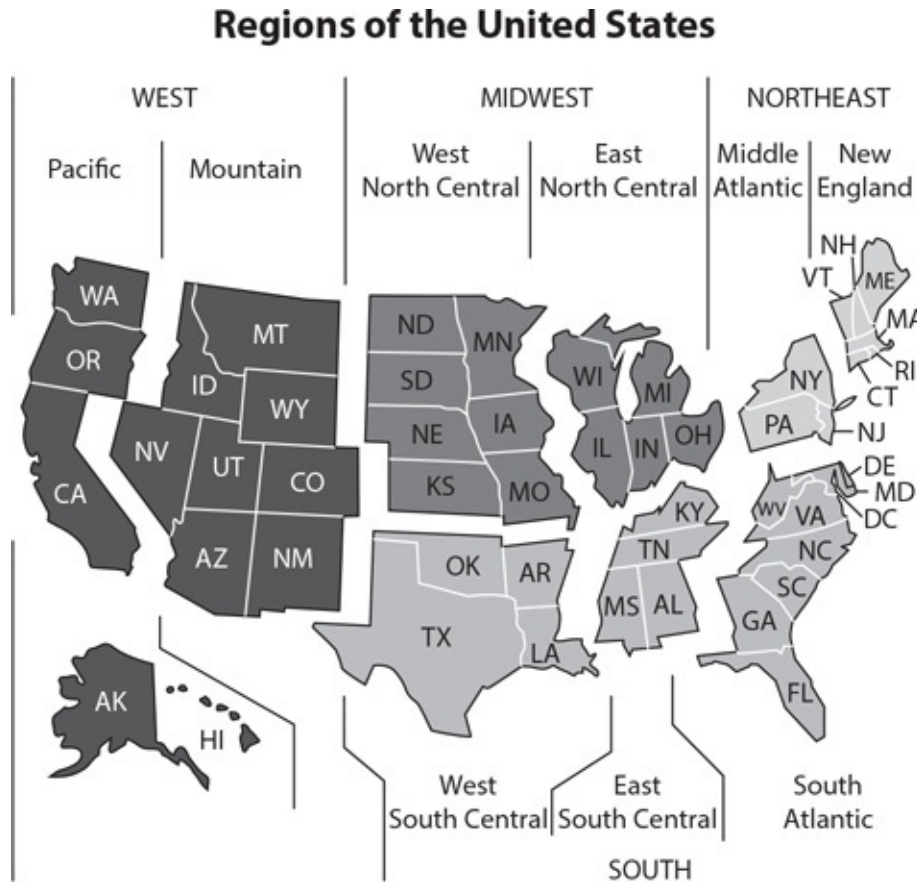 Regions of the United States
WEST
MIDWEST
NORTHEAST
Pacific
Mountain
West
North Central
East
North Central
Middle
Atlantic
New
England
WA
OR
CA
MT
ID
WY
NV
UT
CO
AZ
NM
AK
HI
ND
SD
NE
KS
MN
IA
MO
WI
MI
IL
IN
OH
NH
VT
ME
MA
RI
CT
NY
PA
NJ
DE
MD
DC
WV
VA
NC
SC
GA
FL
KY
TN
MS
AL
OK
AR
TX
LA
West
South Central
East
South Central
South
Atlantic
SOUTH